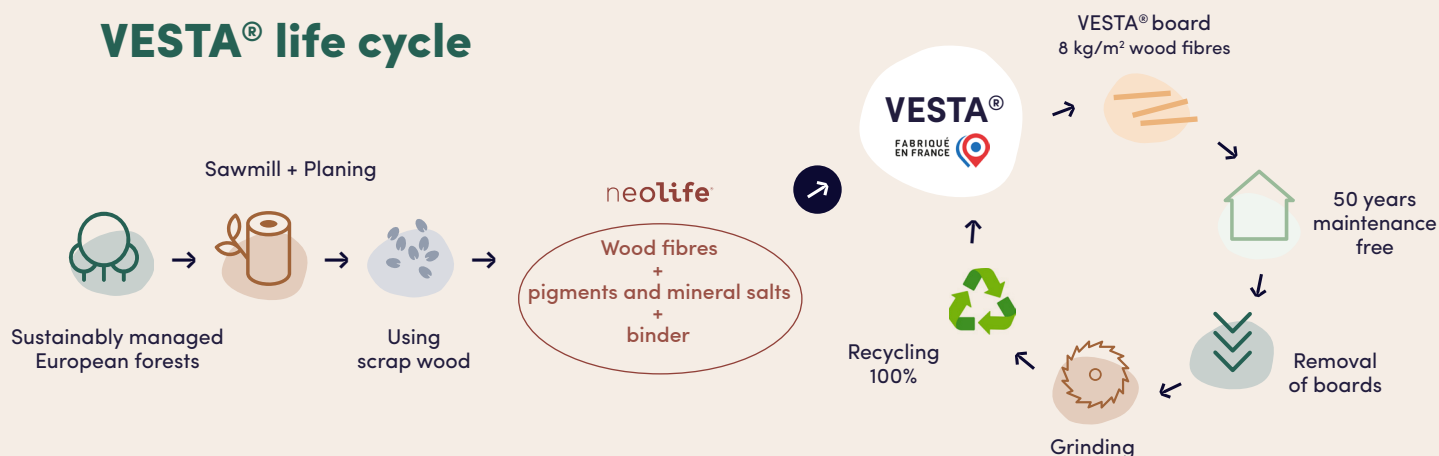 VESTA® life cycle
Sawmill + Planing
Sustainably managed
European forests
Using
scrap wood
neolife
Wood fibres
+
pigments and mineral salts
+
binder
VESTA®
FABRIQUÉ
EN FRANCE
VESTA® board
8 kg/m² wood fibres
50 years
maintenance
free
Removal
of boards
Grinding
Recycling
100%